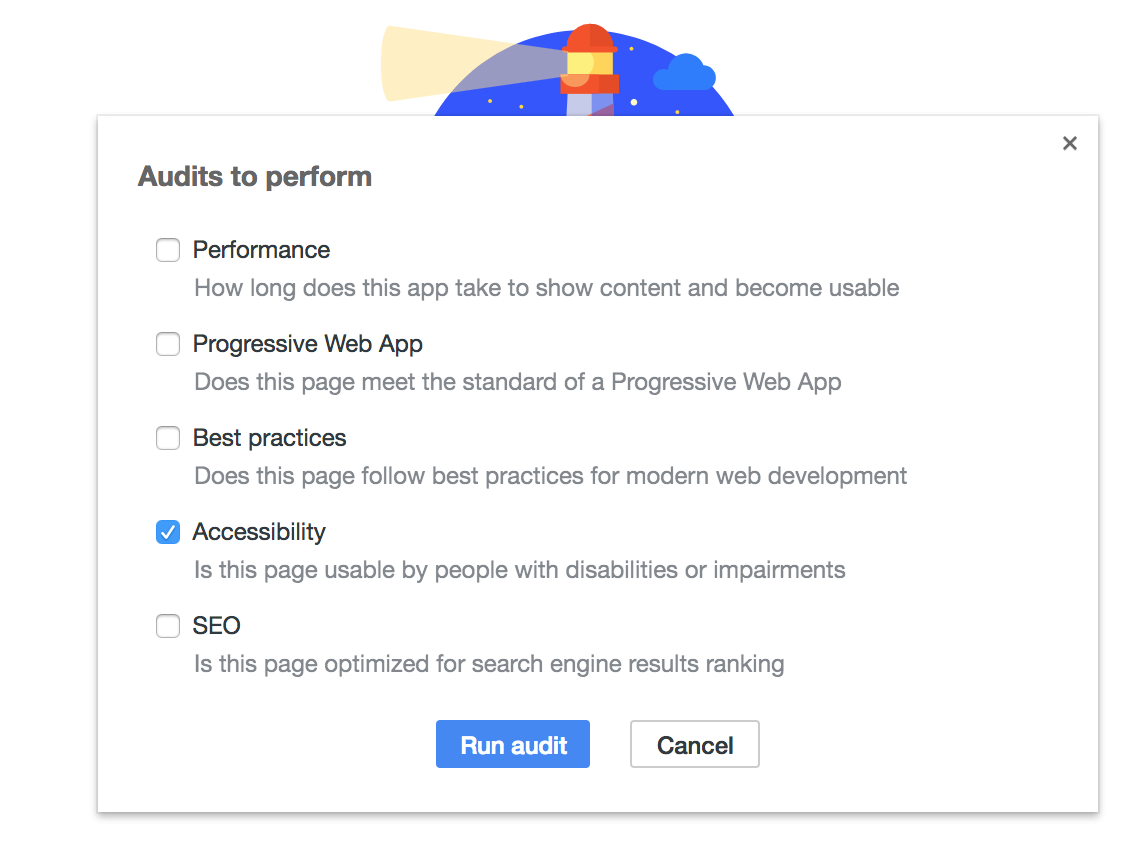 Audits to perform
Performance
How long does this app take to show content and become usable
Progressive Web App
Does this page meet the standard of a Progressive Web App
Best practices
Does this page follow best practices for modern web development
Accessibility
Is this page usable by people with disabilities or impairments
SEO
Is this page optimized for search engine results ranking
Run audit
Cancel